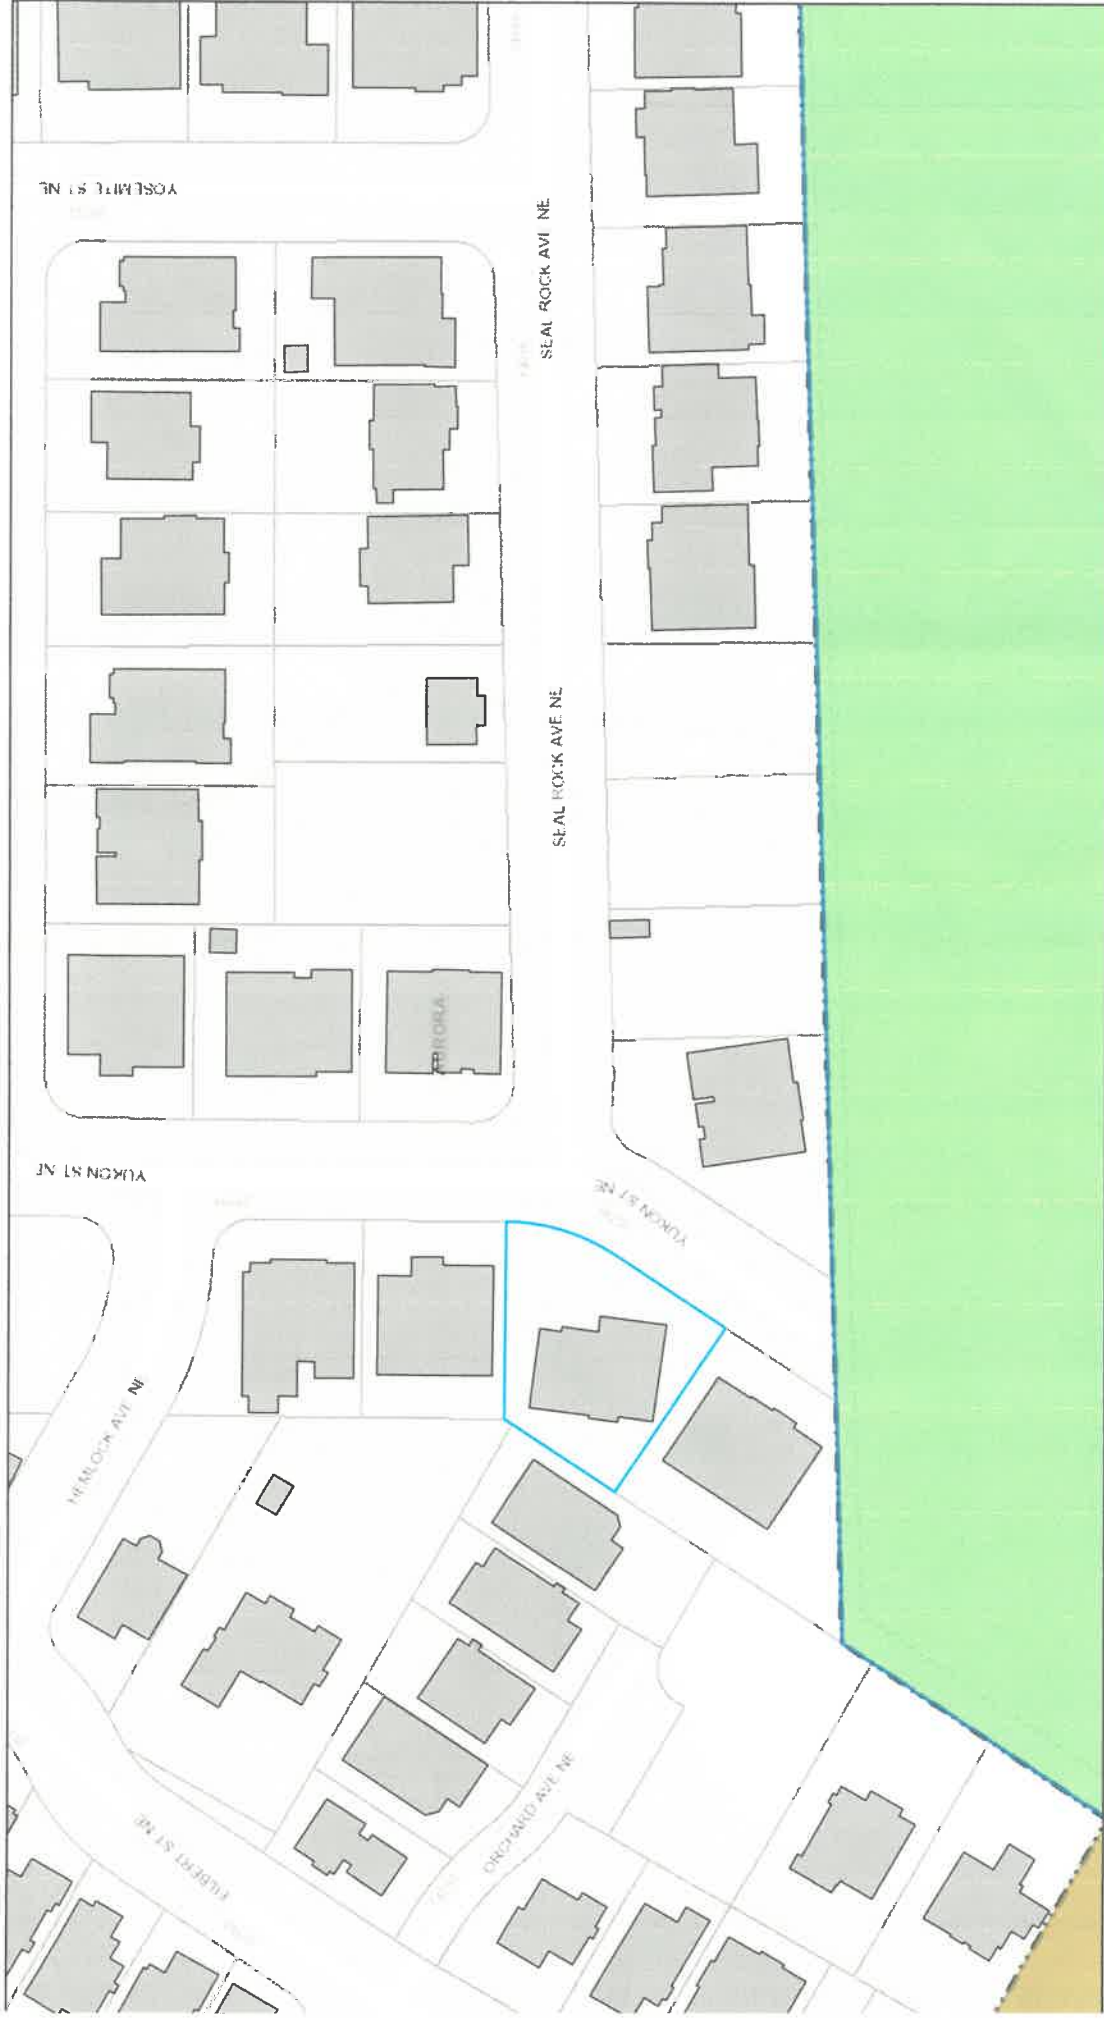 YOSEMITE ST NE
SEAL ROCK AVE NE
SEAL ROCK AVE NE
AURORA
YUKON ST NE
YUKON ST NE
HEMLOCK AVE NE
ORCHARD AVE NE
FILBERT ST NE